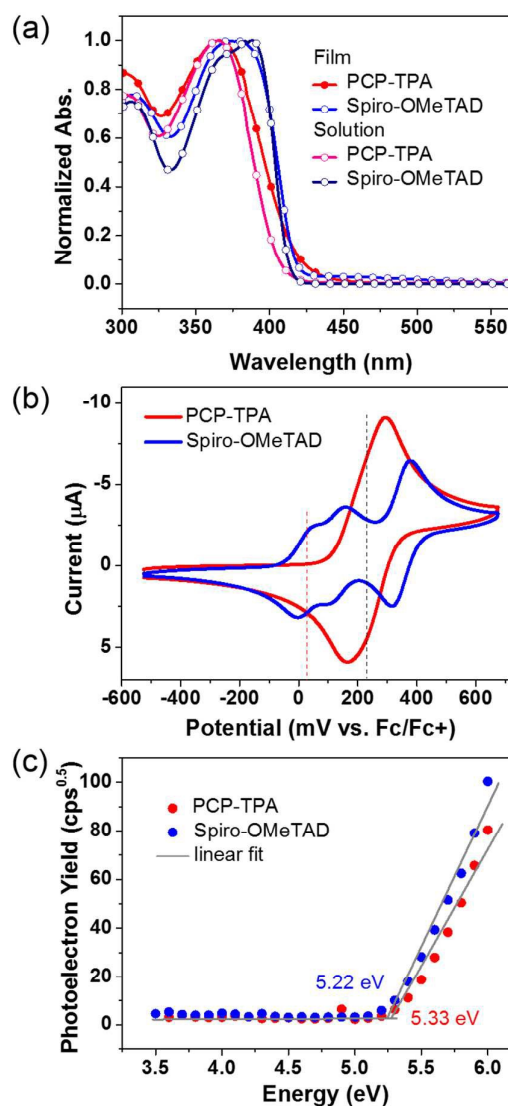 (a)
1.0
0.8
0.6
0.4
0.2
0.0
Normalized Abs.
Film
PCP-TPA
Spiro-OMeTAD
Solution
PCP-TPA
Spiro-OMeTAD
300 350 400 450 500 550
Wavelength (nm)
(b)
-10
-5
0
5
Current (μA)
PCP-TPA
Spiro-OMeTAD
-600 -400 -200 0 200 400 600
Potential (mV vs. Fc/Fc+)
(c)
100
80
60
40
20
0
Photoelectron Yield (cps^0.5)
PCP-TPA
Spiro-OMeTAD
linear fit
5.22 eV
5.33 eV
3.5 4.0 4.5 5.0 5.5 6.0
Energy (eV)